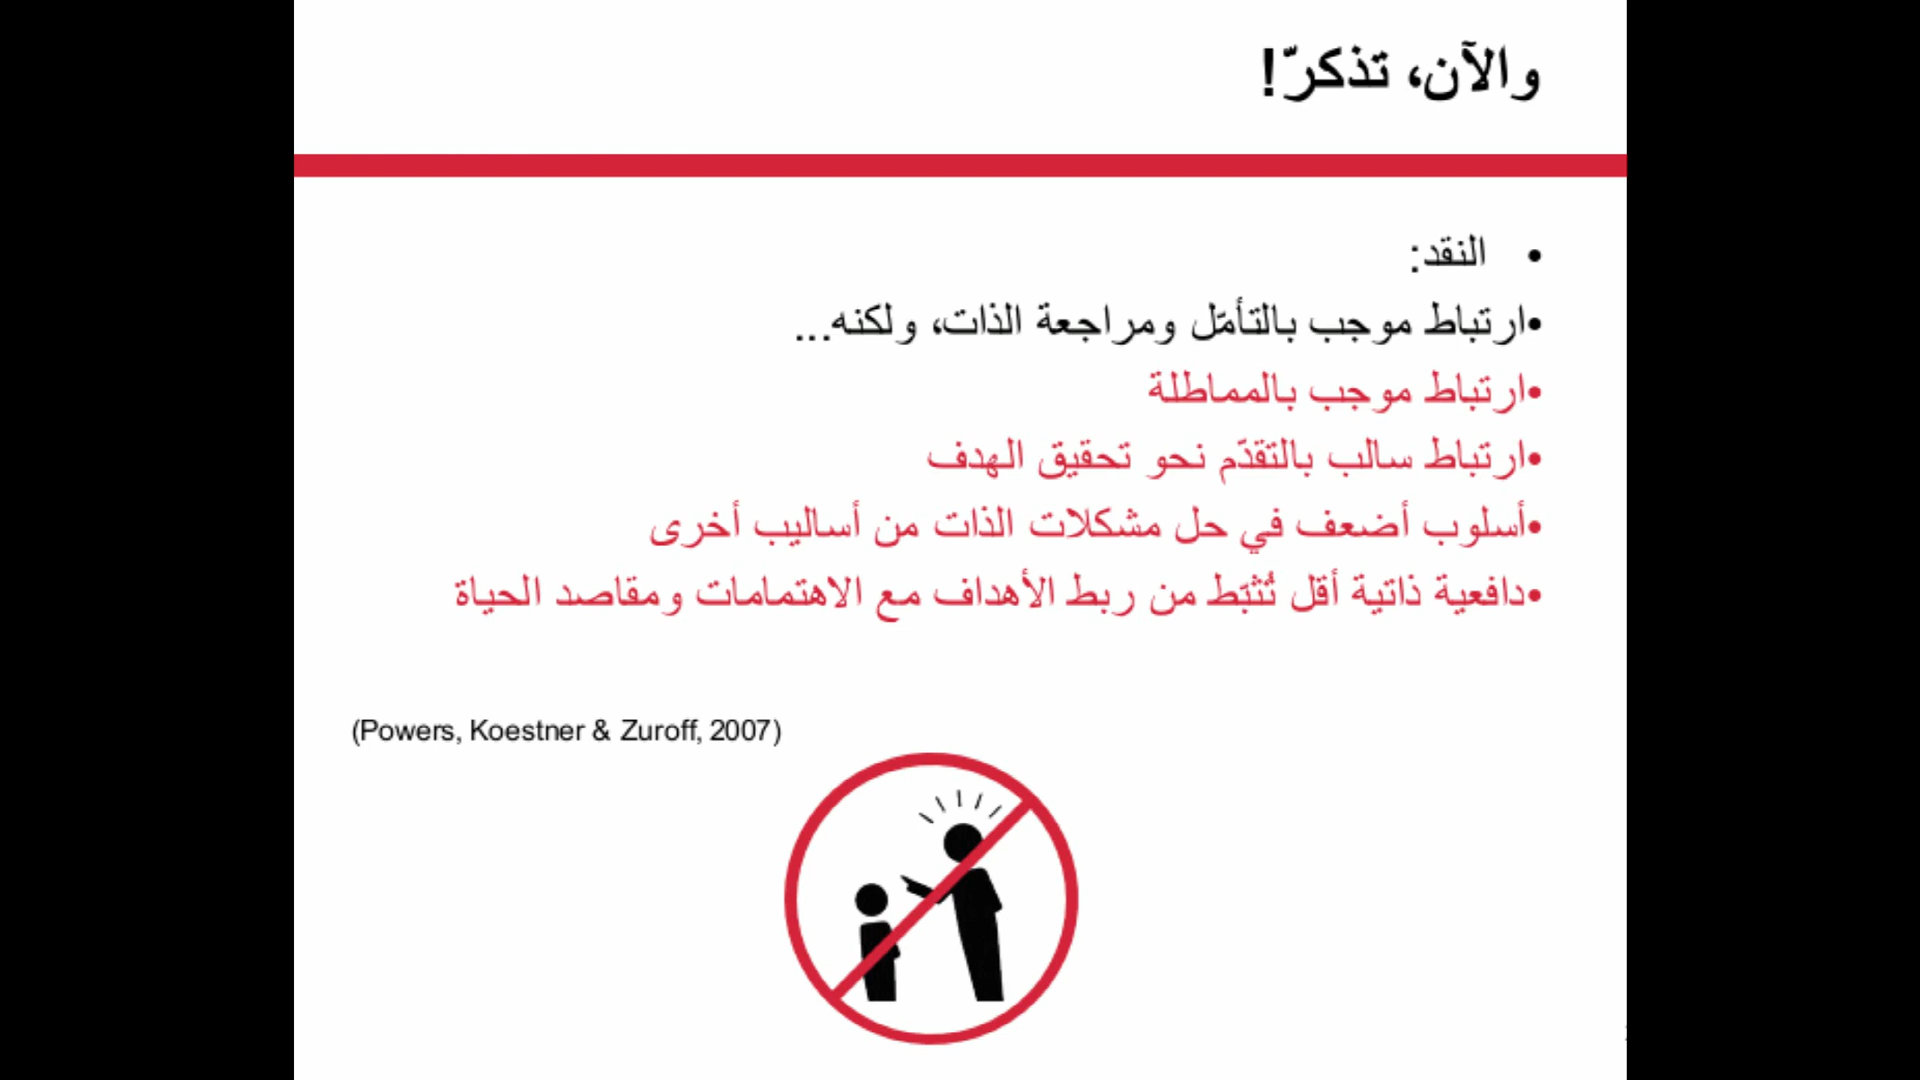 والآن، تذكرّ!
• النقد:
•ارتباط موجب بالتأمّل ومراجعة الذات، ولكنه...
•ارتباط موجب بالمماطلة
•ارتباط سالب بالتقدّم نحو تحقيق الهدف
•أسلوب أضعف في حل مشكلات الذات من أساليب أخرى
•دافعية ذاتية أقل تُثبّط من ربط الأهداف مع الاهتمامات ومقاصد الحياة
(Powers, Koestner & Zuroff, 2007)